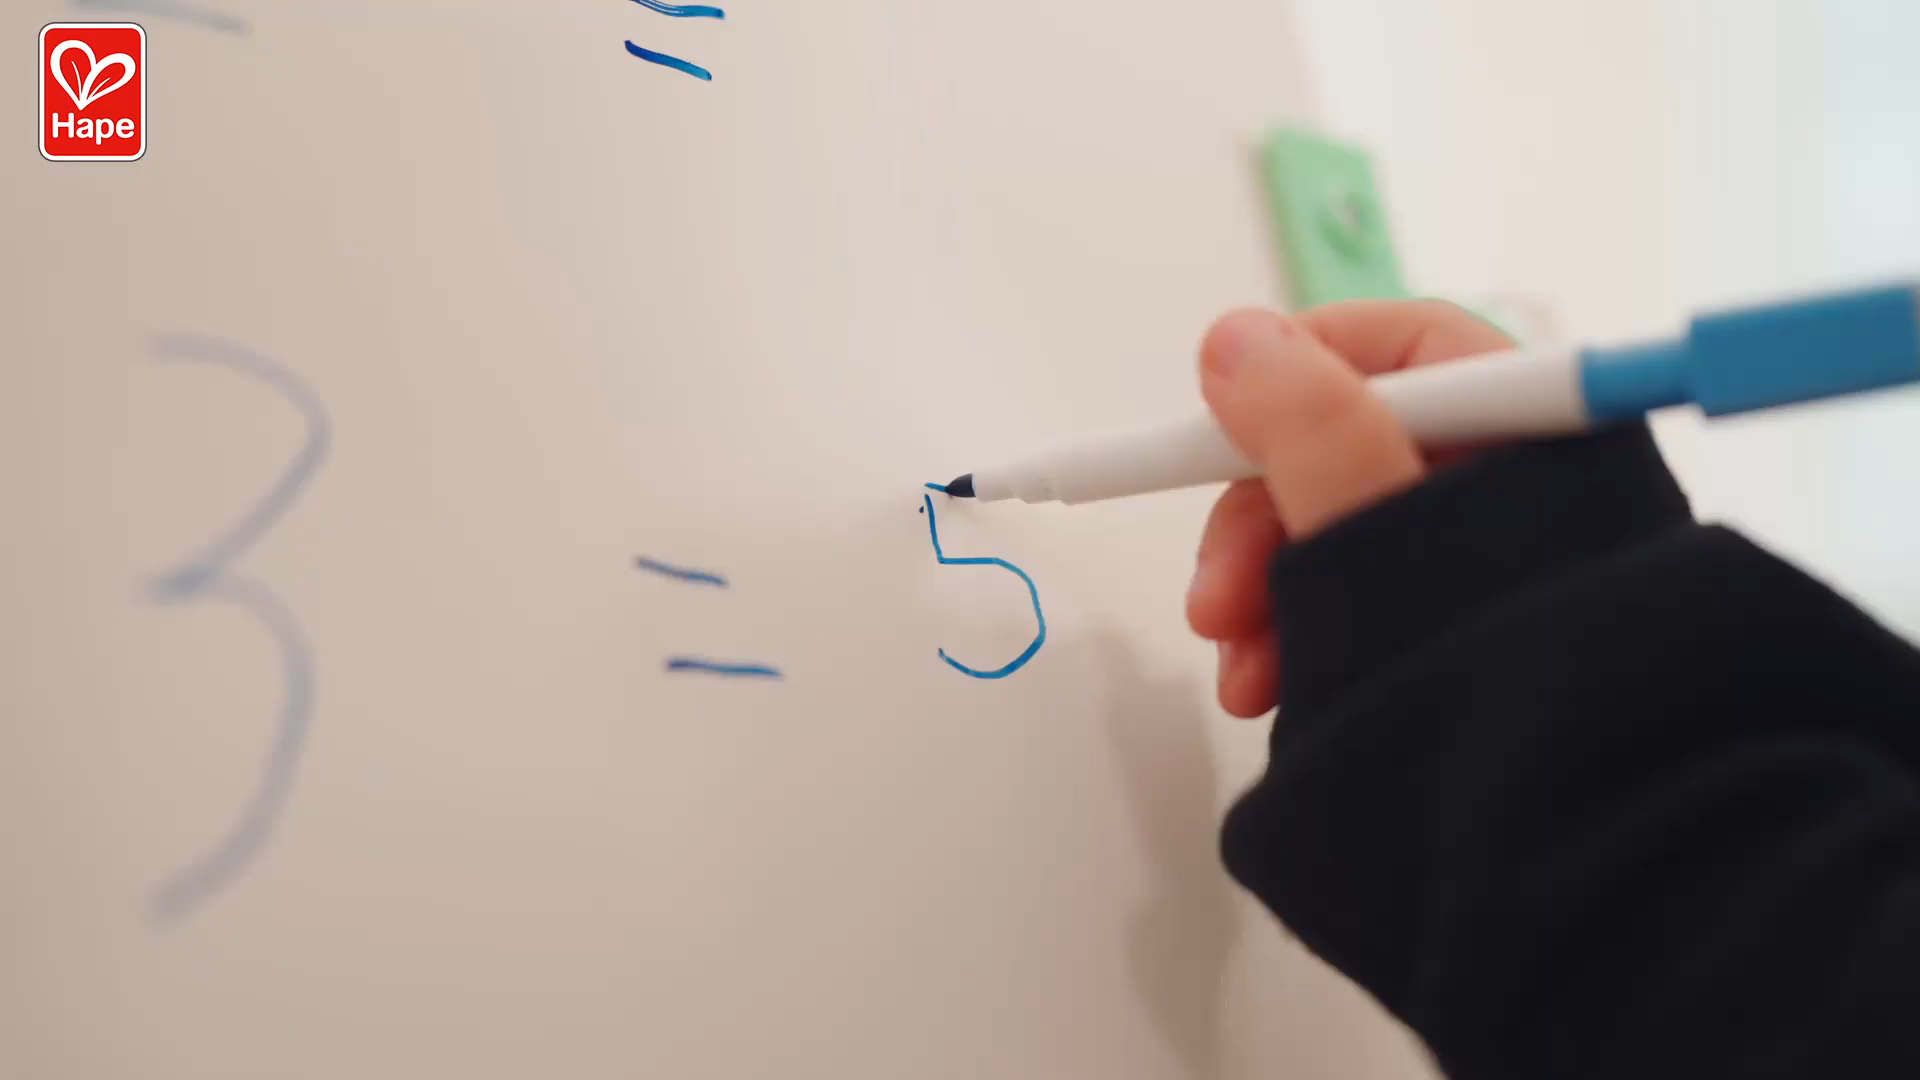 Hape
=
3 = 5